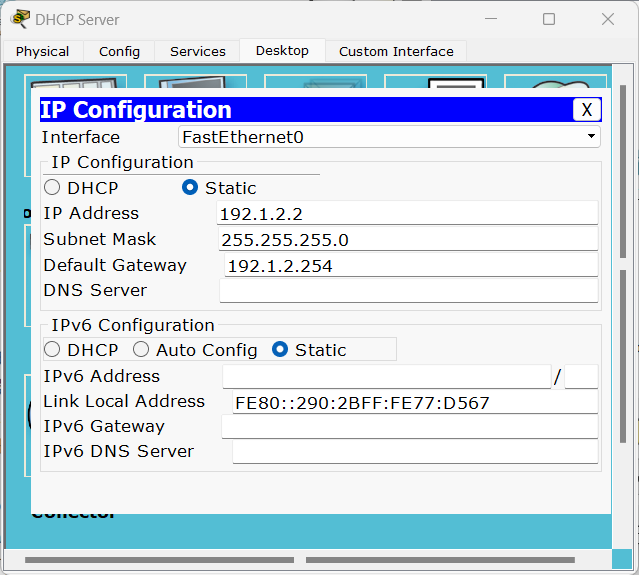 DHCP Server
Physical Config Services Desktop Custom Interface
IP Configuration X
Interface FastEthernet0
IP Configuration
DHCP Static
IP Address 192.1.2.2
Subnet Mask 255.255.255.0
Default Gateway 192.1.2.254
DNS Server
IPv6 Configuration
DHCP Auto Config Static
IPv6 Address /
Link Local Address FE80::290:2BFF:FE77:D567
IPv6 Gateway
IPv6 DNS Server
Collector